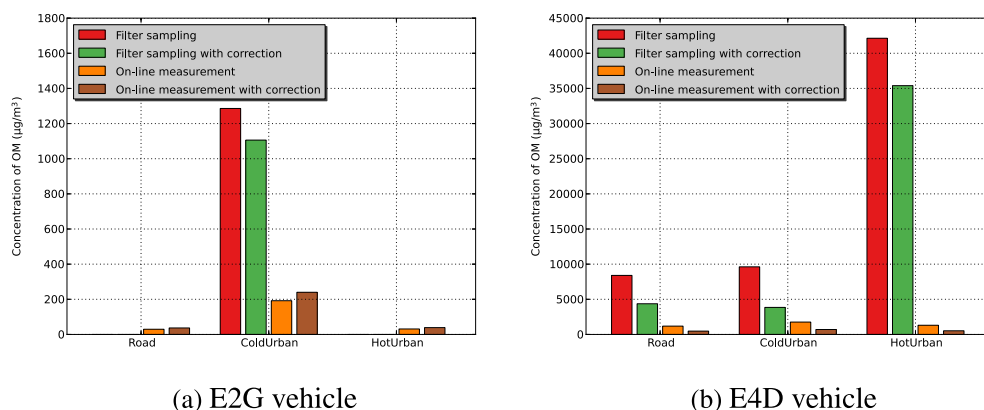 1800
1600
1400
1200
1000
800
600
400
200
0
Concentration of OM (µg/m³)
Filter sampling
Filter sampling with correction
On-line measurement
On-line measurement with correction
Road ColdUrban HotUrban
(a) E2G vehicle
45000
40000
35000
30000
25000
20000
15000
10000
5000
0
Concentration of OM (µg/m³)
Filter sampling
Filter sampling with correction
On-line measurement
On-line measurement with correction
Road ColdUrban HotUrban
(b) E4D vehicle